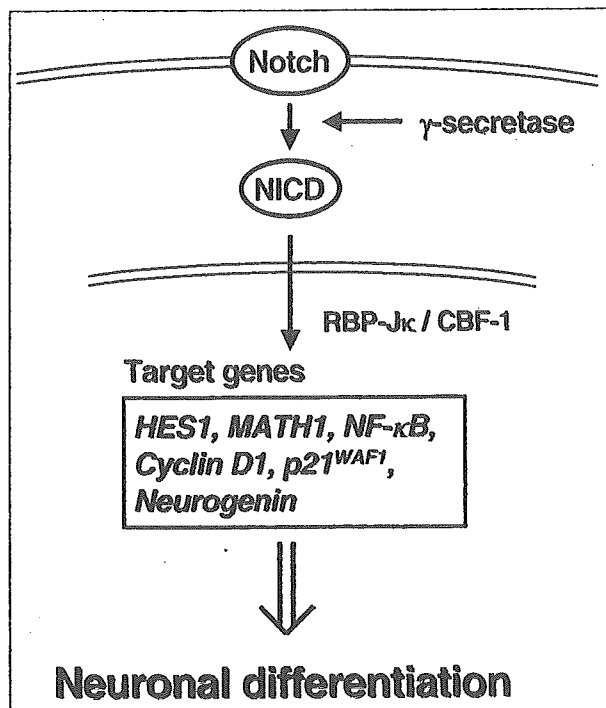 Notch
γ-secretase
NICD
RBP-Jκ / CBF-1
Target genes
HES1, MATH1, NF-κB,
Cyclin D1, p21WAF1,
Neurogenin
Neuronal differentiation